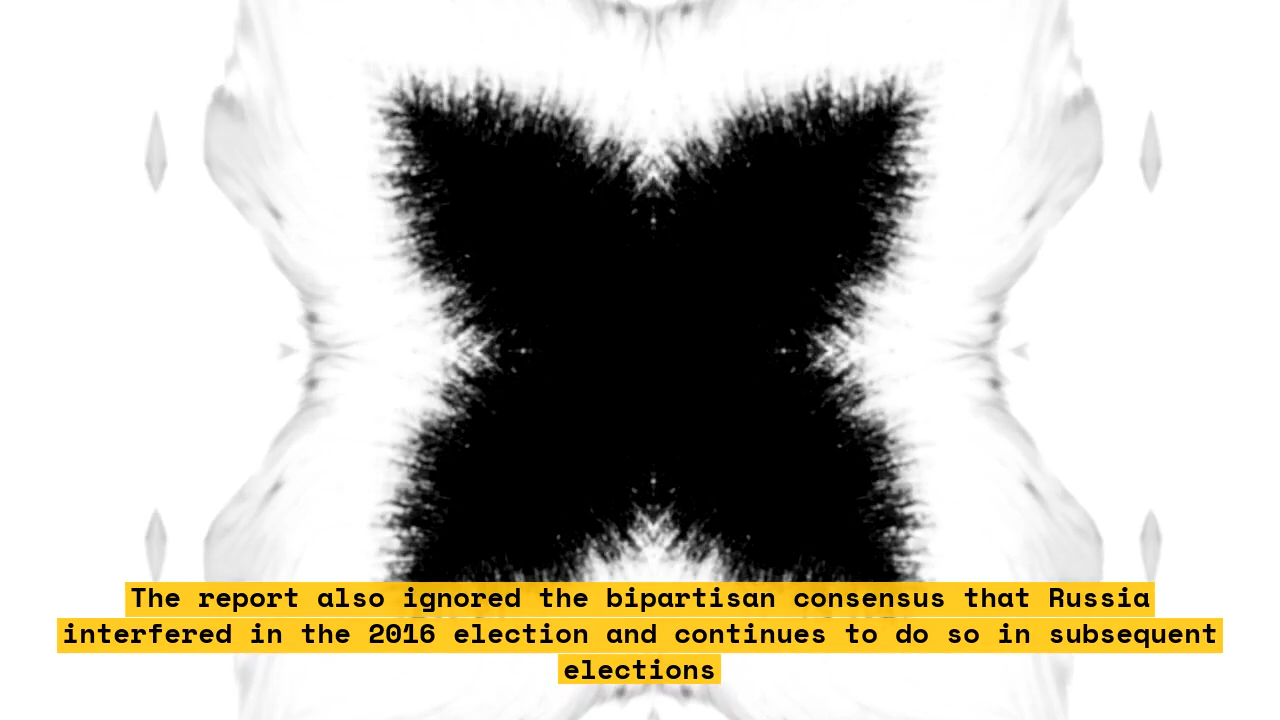 The report also ignored the bipartisan consensus that Russia
interfered in the 2016 election and continues to do so in subsequent
elections